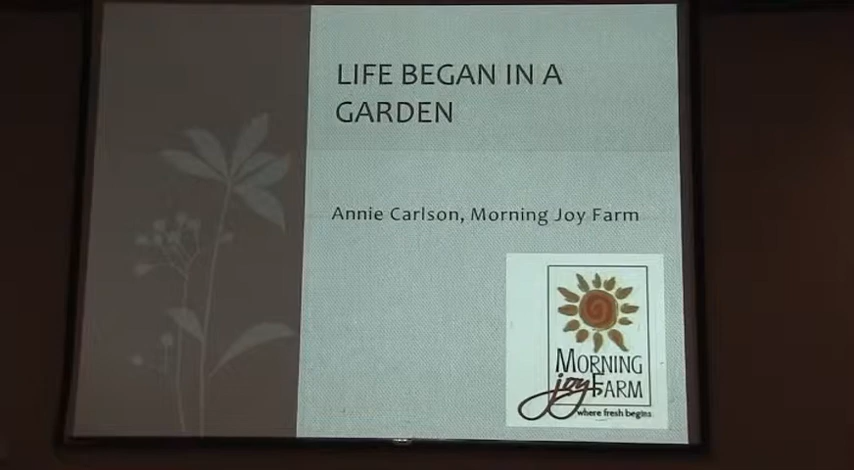 LIFE BEGAN IN A
GARDEN
Annie Carlson, Morning Joy Farm
MORNING
joy FARM
where fresh begins